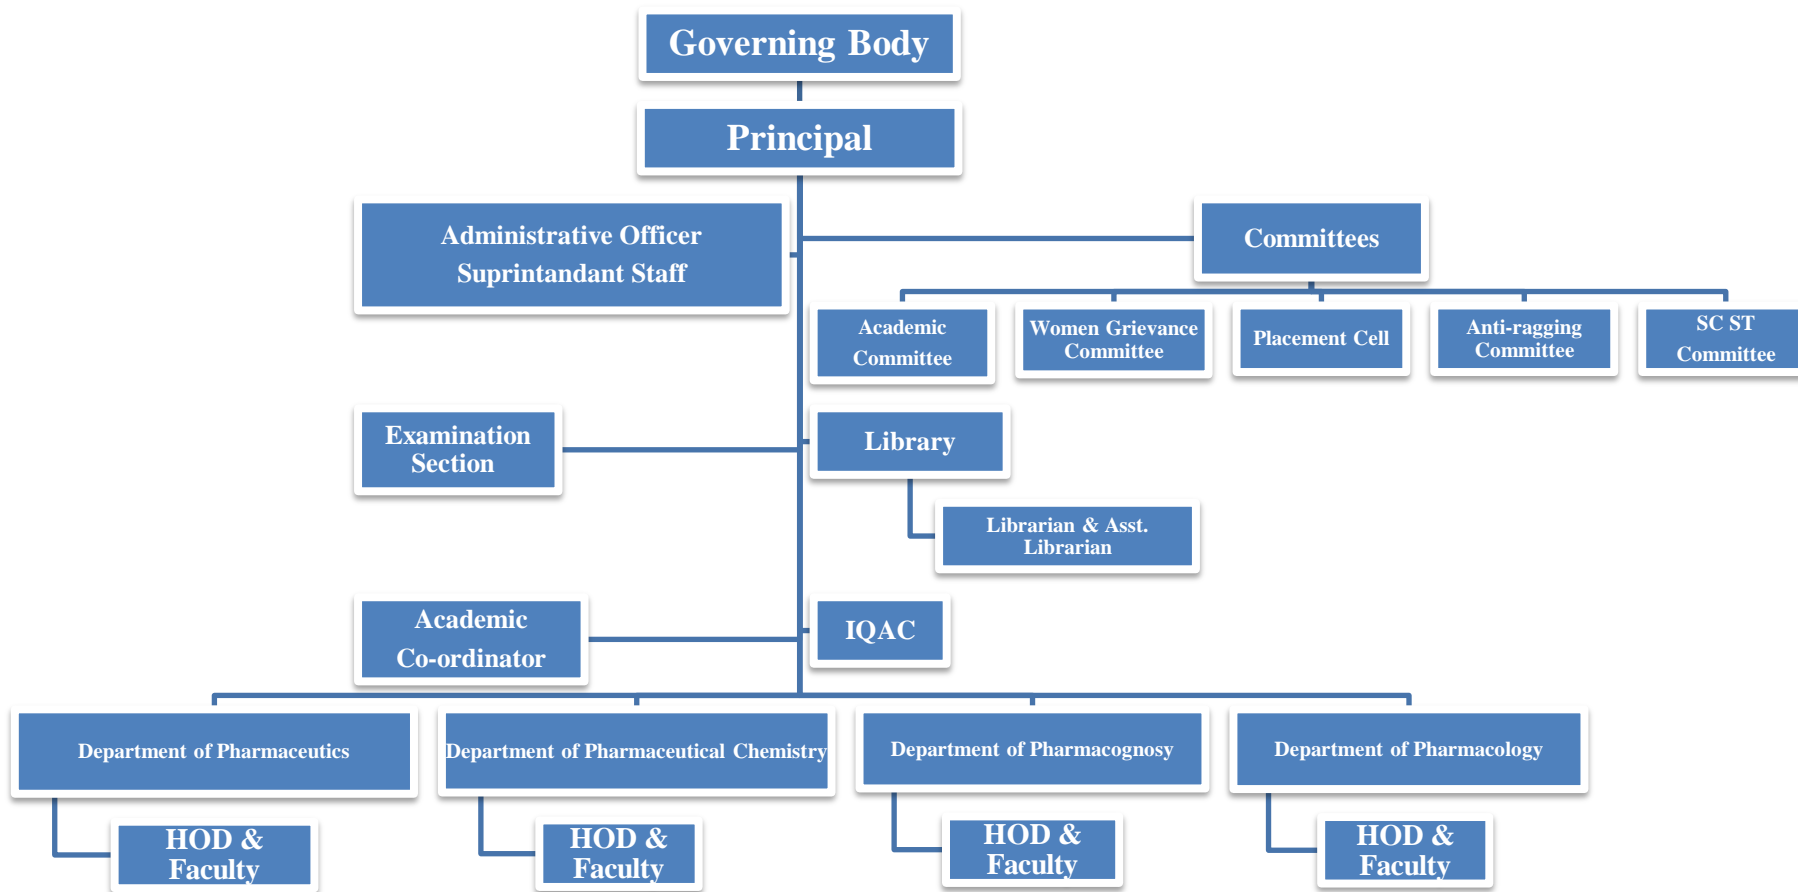 Governing Body
Principal
Administrative Officer
Suprintandant Staff
Committees
Academic
Committee
Women Grievance
Committee
Placement Cell
Anti-ragging
Committee
SC ST
Committee
Examination
Section
Library
Librarian & Asst.
Librarian
Academic
Co-ordinator
IQAC
Department of Pharmaceutics
Department of Pharmaceutical Chemistry
Department of Pharmacognosy
Department of Pharmacology
HOD &
Faculty
HOD &
Faculty
HOD &
Faculty
HOD &
Faculty